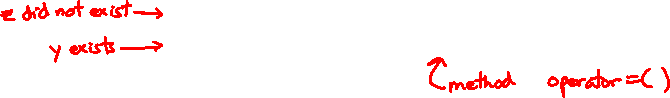 z did not exist →
y exists →
method operator=()